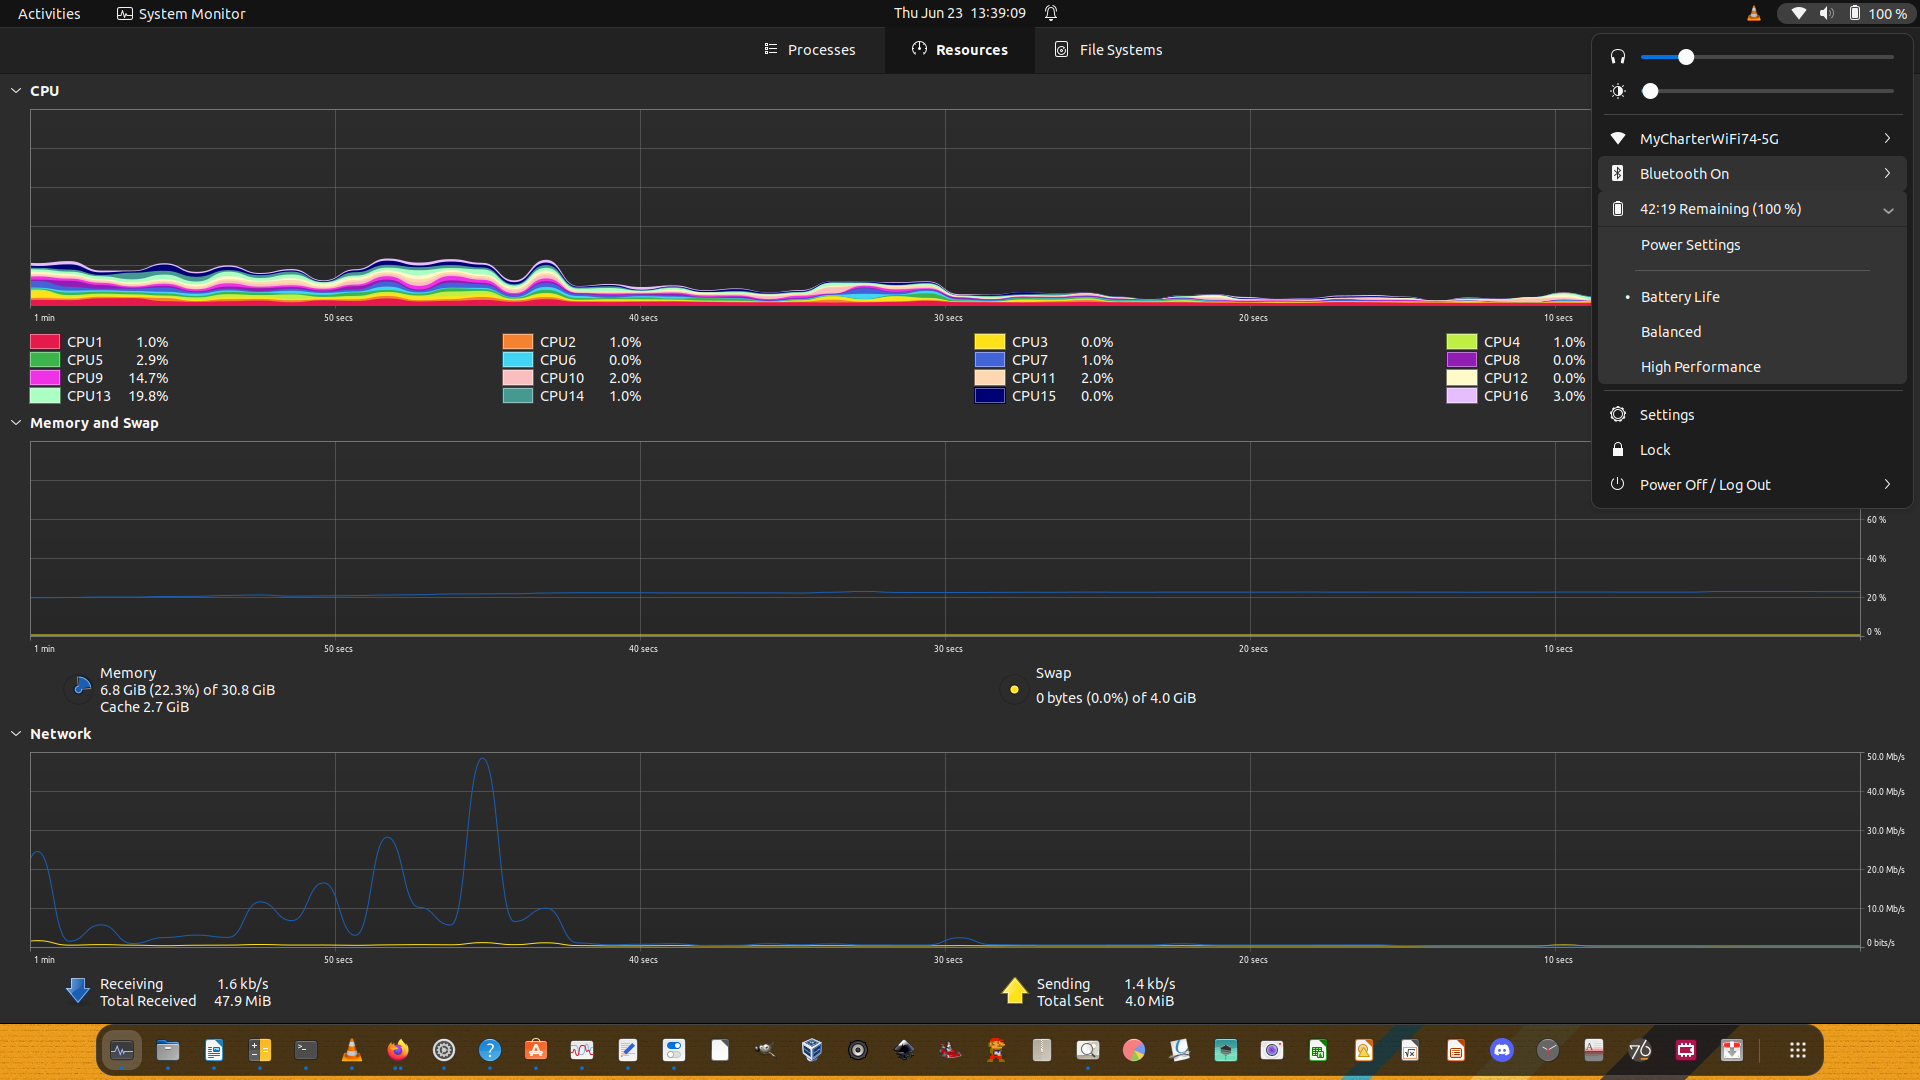 Activities
System Monitor
Thu Jun 23 13:39:09
100 %
Processes
Resources
File Systems
CPU
1 min
50 secs
40 secs
30 secs
20 secs
10 secs
CPU1 1.0%
CPU2 1.0%
CPU3 0.0%
CPU4 1.0%
CPU5 2.9%
CPU6 0.0%
CPU7 1.0%
CPU8 0.0%
CPU9 14.7%
CPU10 2.0%
CPU11 2.0%
CPU12 0.0%
CPU13 19.8%
CPU14 1.0%
CPU15 0.0%
CPU16 3.0%
MyCharterWiFi74-5G
Bluetooth On
42:19 Remaining (100 %)
Power Settings
Battery Life
Balanced
High Performance
Settings
Lock
Power Off / Log Out
Memory and Swap
60 %
40 %
20 %
0 %
1 min
50 secs
40 secs
30 secs
20 secs
10 secs
Memory
6.8 GiB (22.3%) of 30.8 GiB
Cache 2.7 GiB
Swap
0 bytes (0.0%) of 4.0 GiB
Network
50.0 Mb/s
40.0 Mb/s
30.0 Mb/s
20.0 Mb/s
10.0 Mb/s
0 bits/s
1 min
50 secs
40 secs
30 secs
20 secs
10 secs
Receiving 1.6 kb/s
Total Received 47.9 MiB
Sending 1.4 kb/s
Total Sent 4.0 MiB
76